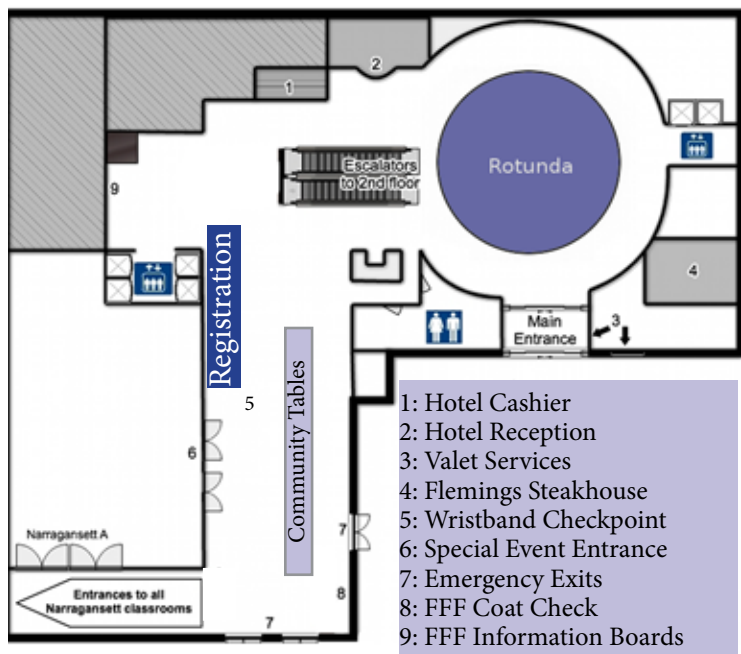 2
1
Escalators
to 2nd floor
Rotunda
9
4
Registration
Main
Entrance
3
5
Community Tables
6
7
Narragansett A
Entrances to all
Narragansett classrooms
8
7
1: Hotel Cashier
2: Hotel Reception
3: Valet Services
4: Flemings Steakhouse
5: Wristband Checkpoint
6: Special Event Entrance
7: Emergency Exits
8: FFF Coat Check
9: FFF Information Boards